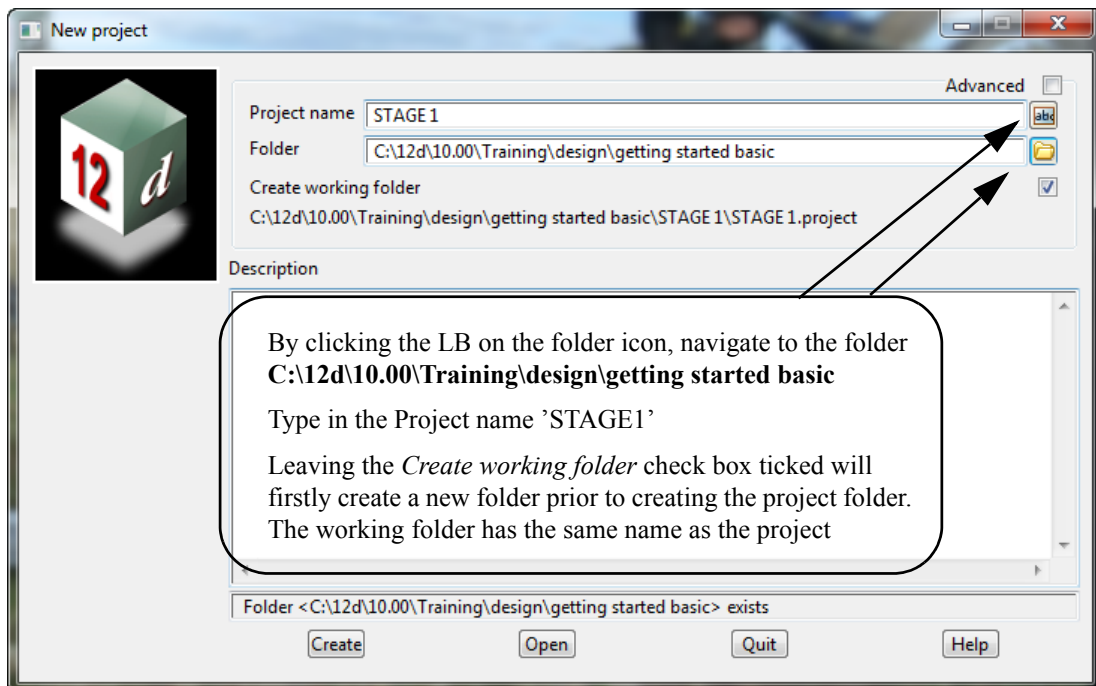 New project
12 d
Advanced
Project name STAGE 1
abc
Folder C:\12d\10.00\Training\design\getting started basic
Create working folder
C:\12d\10.00\Training\design\getting started basic\STAGE 1\STAGE 1.project
Description
By clicking the LB on the folder icon, navigate to the folder
C:\12d\10.00\Training\design\getting started basic
Type in the Project name ’STAGE1’
Leaving the Create working folder check box ticked will
firstly create a new folder prior to creating the project folder.
The working folder has the same name as the project
Folder <C:\12d\10.00\Training\design\getting started basic> exists
Create Open Quit Help